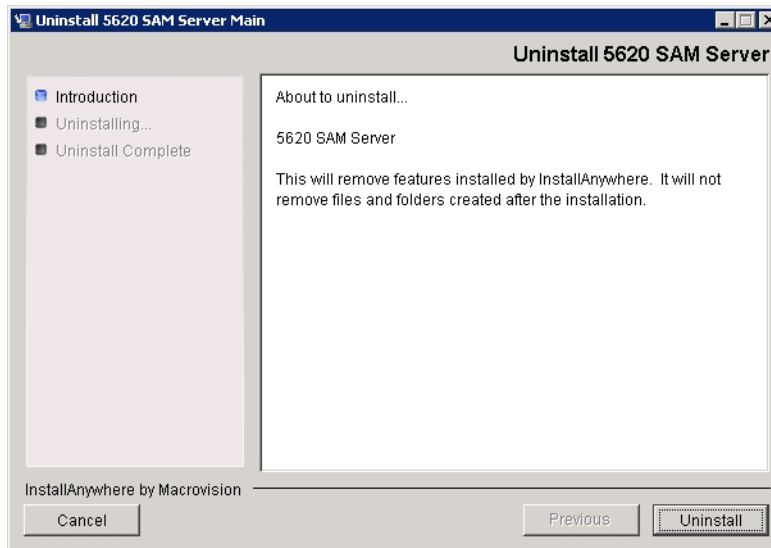 Uninstall 5620 SAM Server Main
Uninstall 5620 SAM Server
Introduction
Uninstalling...
Uninstall Complete
About to uninstall...
5620 SAM Server
This will remove features installed by InstallAnywhere. It will not
remove files and folders created after the installation.
InstallAnywhere by Macrovision
Cancel
Previous
Uninstall